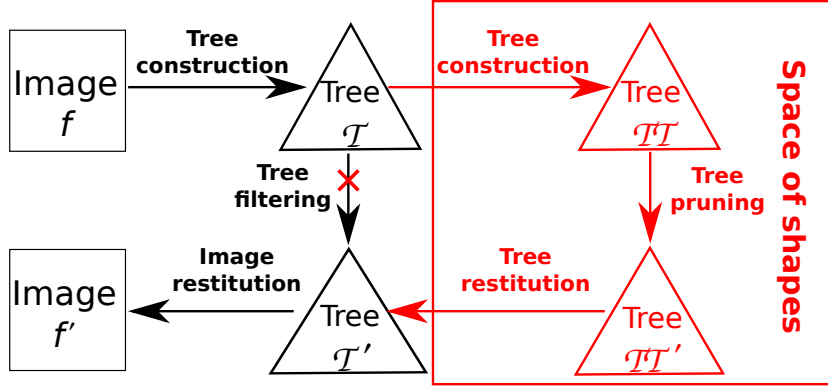 Tree
construction
Tree
construction
Image
f
Tree
𝒯
Tree
𝒯𝒯
Space of shapes
Tree
filtering
Tree
pruning
Image
restitution
Tree
restitution
Image
f′
Tree
𝒯′
Tree
𝒯𝒯′